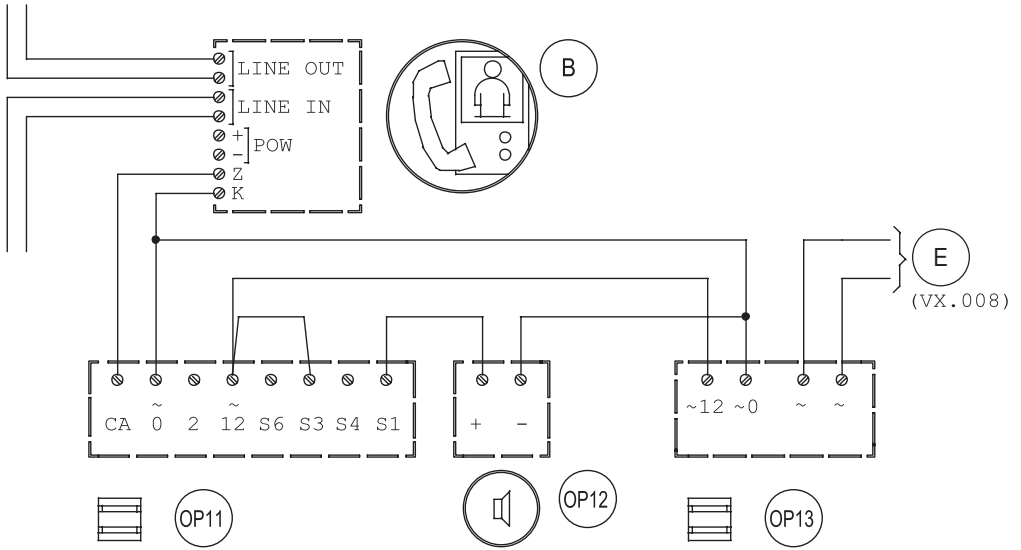 LINE OUT
B
LINE IN
+
POW
-
Z
K
E
(VX.008)
~ ~
CA 0 2 12 S6 S3 S4 S1
+ -
~12 ~0 ~ ~
OP11
OP12
OP13